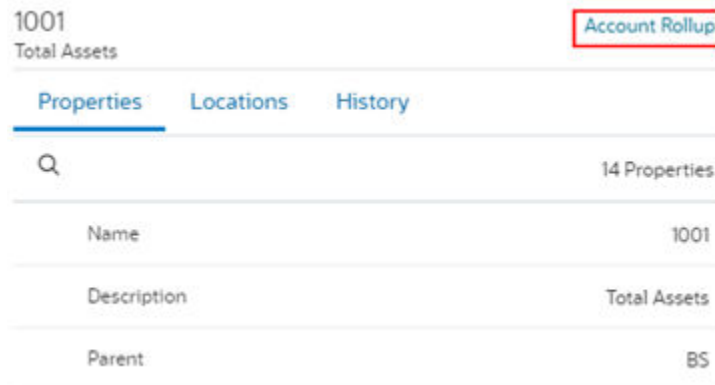 1001
Account Rollup
Total Assets
Properties Locations History
14 Properties
Name 1001
Description Total Assets
Parent BS